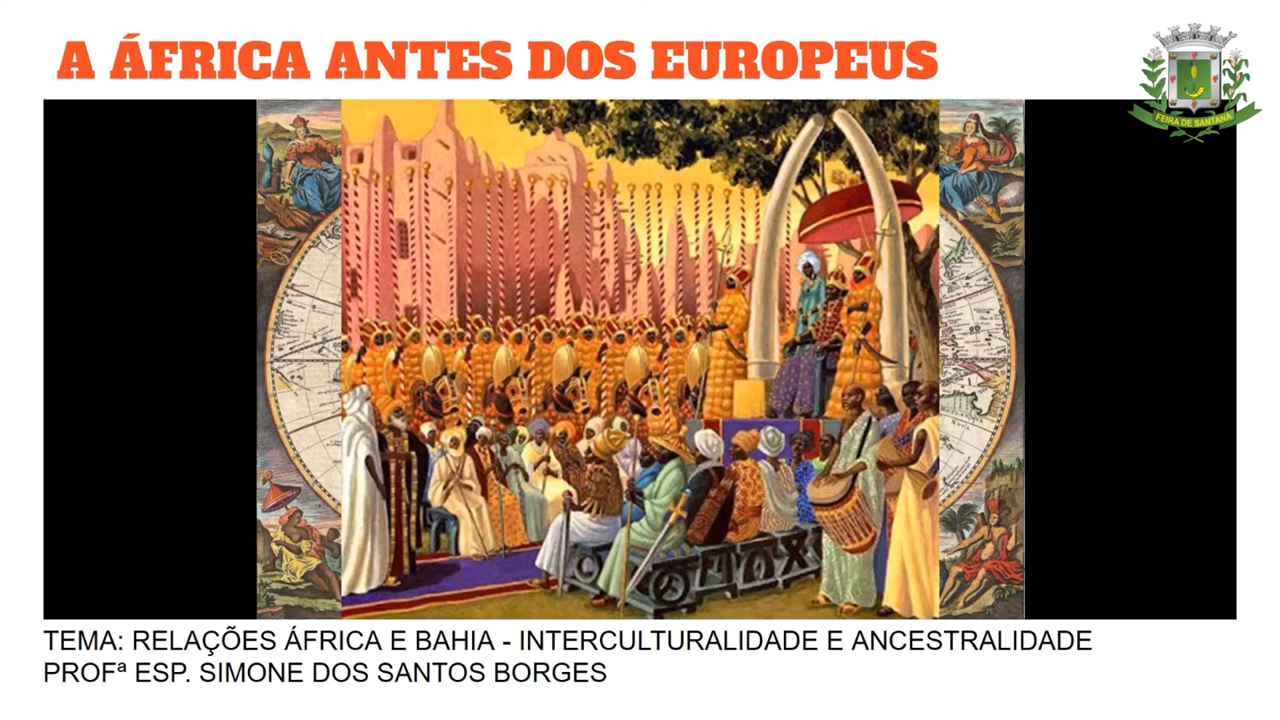 A ÁFRICA ANTES DOS EUROPEUS
FEIRA DE SANTANA
TEMA: RELAÇÕES ÁFRICA E BAHIA - INTERCULTURALIDADE E ANCESTRALIDADE
PROFª ESP. SIMONE DOS SANTOS BORGES